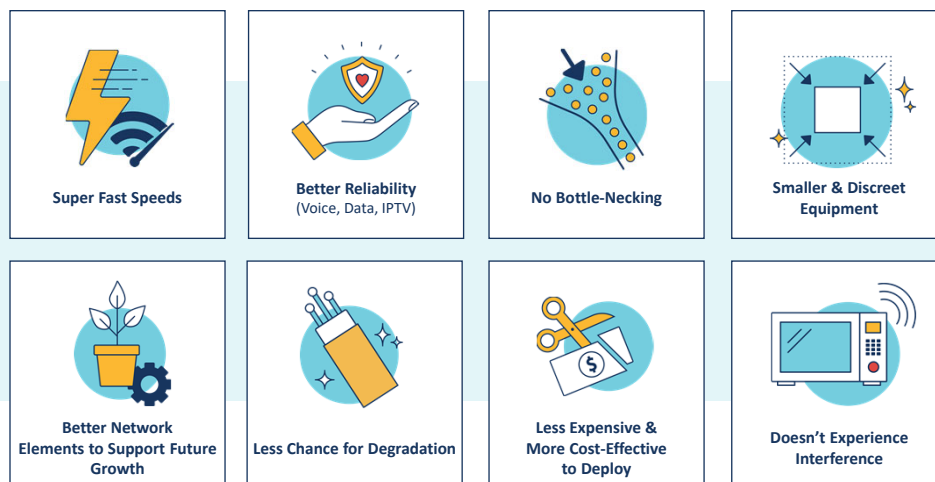 Super Fast Speeds
Better Reliability
(Voice, Data, IPTV)
No Bottle-Necking
Smaller & Discreet
Equipment
Better Network
Elements to Support Future
Growth
Less Chance for Degradation
Less Expensive &
More Cost-Effective
to Deploy
Doesn’t Experience
Interference
$